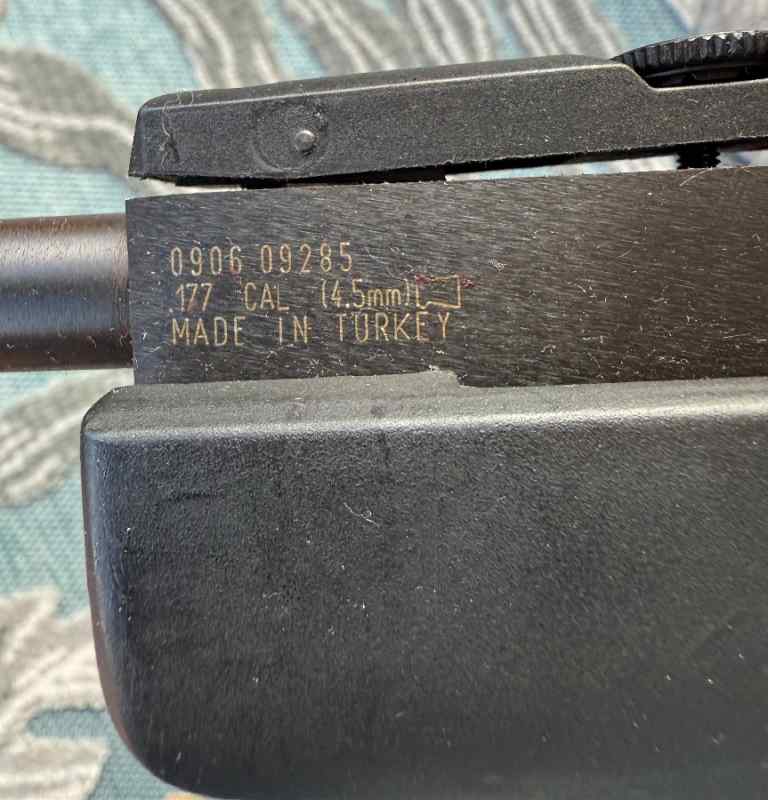 0906 09285
.177 CAL (4.5mm)
MADE IN TURKEY